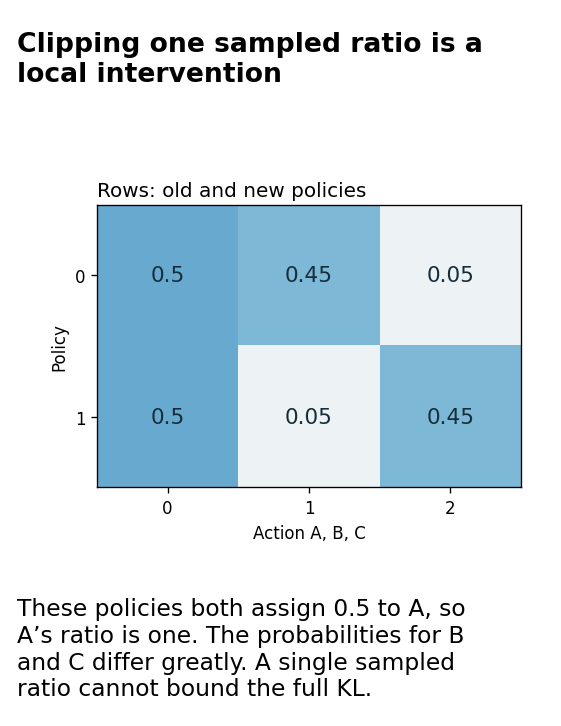 Clipping one sampled ratio is a
local intervention
Rows: old and new policies
0
0.5
0.45
0.05
Policy
1
0.5
0.05
0.45
0
1
2
Action A, B, C
These policies both assign 0.5 to A, so
A’s ratio is one. The probabilities for B
and C differ greatly. A single sampled
ratio cannot bound the full KL.